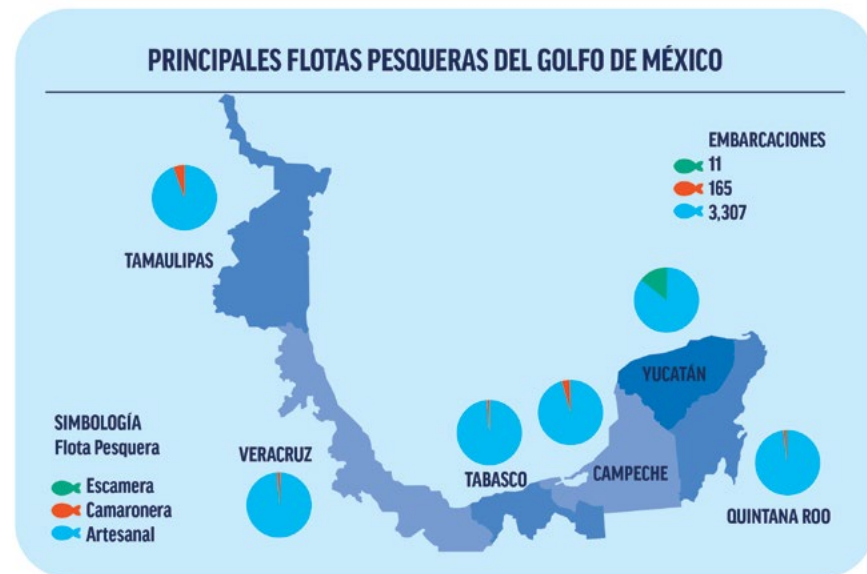 PRINCIPALES FLOTAS PESQUERAS DEL GOLFO DE MÉXICO
EMBARCACIONES
11
165
3,307
TAMAULIPAS
YUCATÁN
SIMBOLOGÍA
Flota Pesquera
Escamera
Camaronera
Artesanal
VERACRUZ
TABASCO
CAMPECHE
QUINTANA ROO